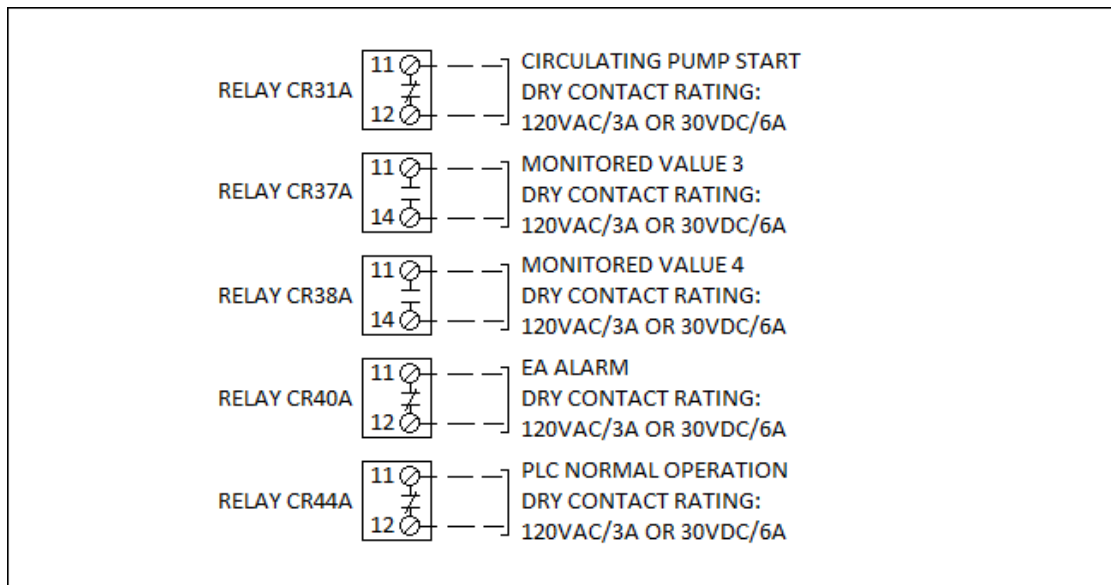 RELAY CR31A
11
12
CIRCULATING PUMP START
DRY CONTACT RATING:
120VAC/3A OR 30VDC/6A
RELAY CR37A
11
14
MONITORED VALUE 3
DRY CONTACT RATING:
120VAC/3A OR 30VDC/6A
RELAY CR38A
11
14
MONITORED VALUE 4
DRY CONTACT RATING:
120VAC/3A OR 30VDC/6A
RELAY CR40A
11
12
EA ALARM
DRY CONTACT RATING:
120VAC/3A OR 30VDC/6A
RELAY CR44A
11
12
PLC NORMAL OPERATION
DRY CONTACT RATING:
120VAC/3A OR 30VDC/6A